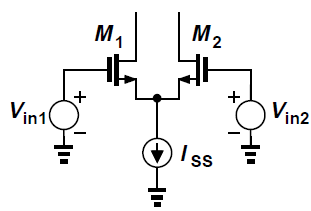 M1 M2
+ +
Vin1 Vin2
− −
ISS